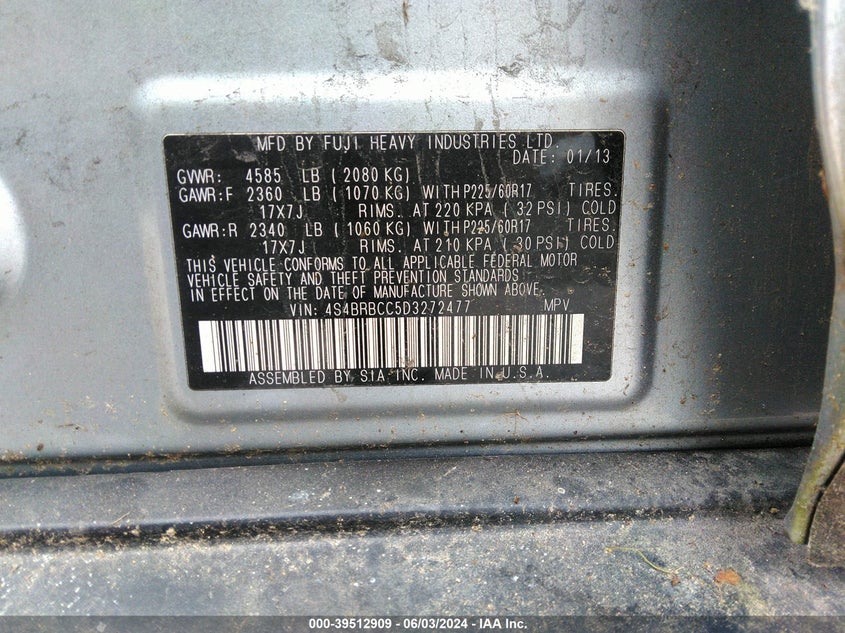 MFD BY FUJI HEAVY INDUSTRIES LTD.
DATE: 01/13
GVWR: 4585 LB ( 2080 KG)
GAWR:F 2360 LB ( 1070 KG) WITH P225/60R17 TIRES.
17X7J RIMS. AT 220 KPA ( 32 PSI) COLD
GAWR:R 2340 LB ( 1060 KG) WITH P225/60R17 TIRES.
17X7J RIMS. AT 210 KPA ( 30 PSI) COLD
THIS VEHICLE CONFORMS TO ALL APPLICABLE FEDERAL MOTOR
VEHICLE SAFETY AND THEFT PREVENTION STANDARDS
IN EFFECT ON THE DATE OF MANUFACTURE SHOWN ABOVE.
VIN: 4S4BRBCC5D3272477 MPV
ASSEMBLED BY SIA INC. MADE IN U.S.A.
000-39512909 - 06/03/2024 - IAA Inc.